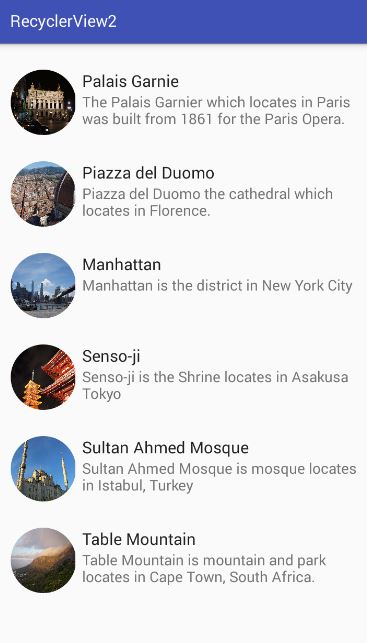 RecyclerView2
Palais Garnie
The Palais Garnier which locates in Paris
was built from 1861 for the Paris Opera.
Piazza del Duomo
Piazza del Duomo the cathedral which
locates in Florence.
Manhattan
Manhattan is the district in New York City
Senso-ji
Senso-ji is the Shrine locates in Asakusa
Tokyo
Sultan Ahmed Mosque
Sultan Ahmed Mosque is mosque locates
in Istabul, Turkey
Table Mountain
Table Mountain is mountain and park
locates in Cape Town, South Africa.